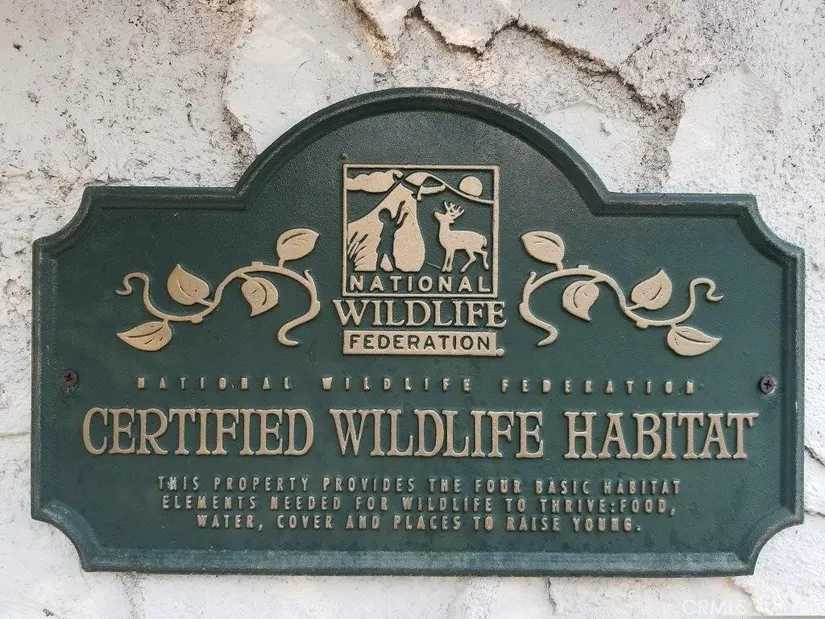 NATIONAL
WILDLIFE
FEDERATION
NATIONAL WILDLIFE FEDERATION
CERTIFIED WILDLIFE HABITAT
THIS PROPERTY PROVIDES THE FOUR BASIC HABITAT
ELEMENTS NEEDED FOR WILDLIFE TO THRIVE:FOOD,
WATER, COVER AND PLACES TO RAISE YOUNG.
CRMLS